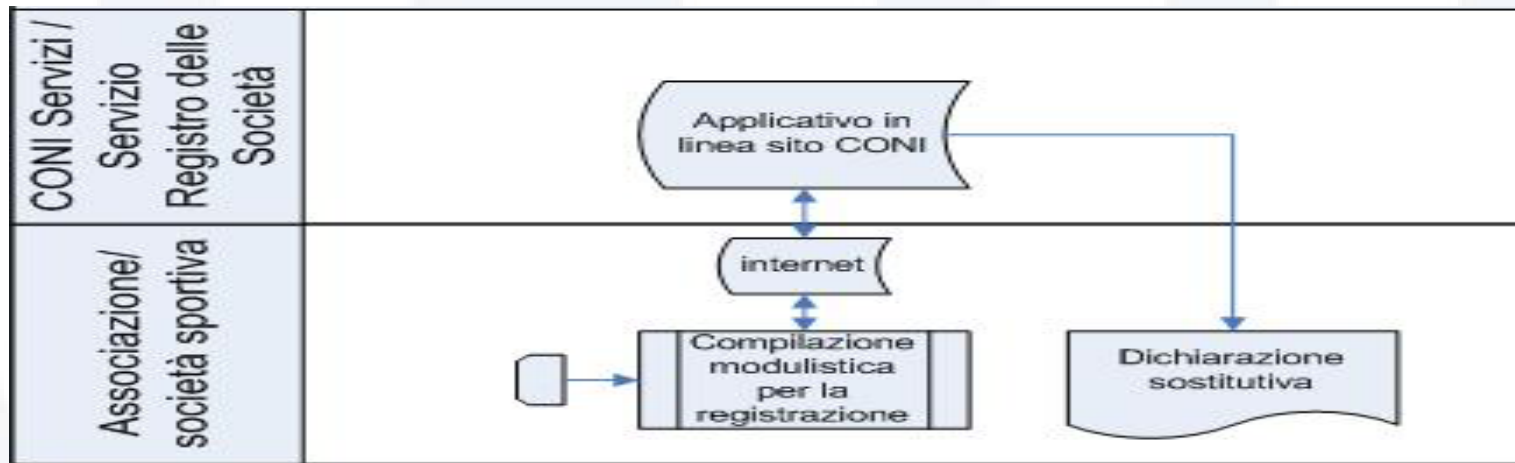 CONI Servizi /
Servizio
Registro delle
Società
Applicativo in
linea sito CONI
Associazione/
società sportiva
internet
Compilazione
modulistica
per la
registrazione
Dichiarazione
sostitutiva